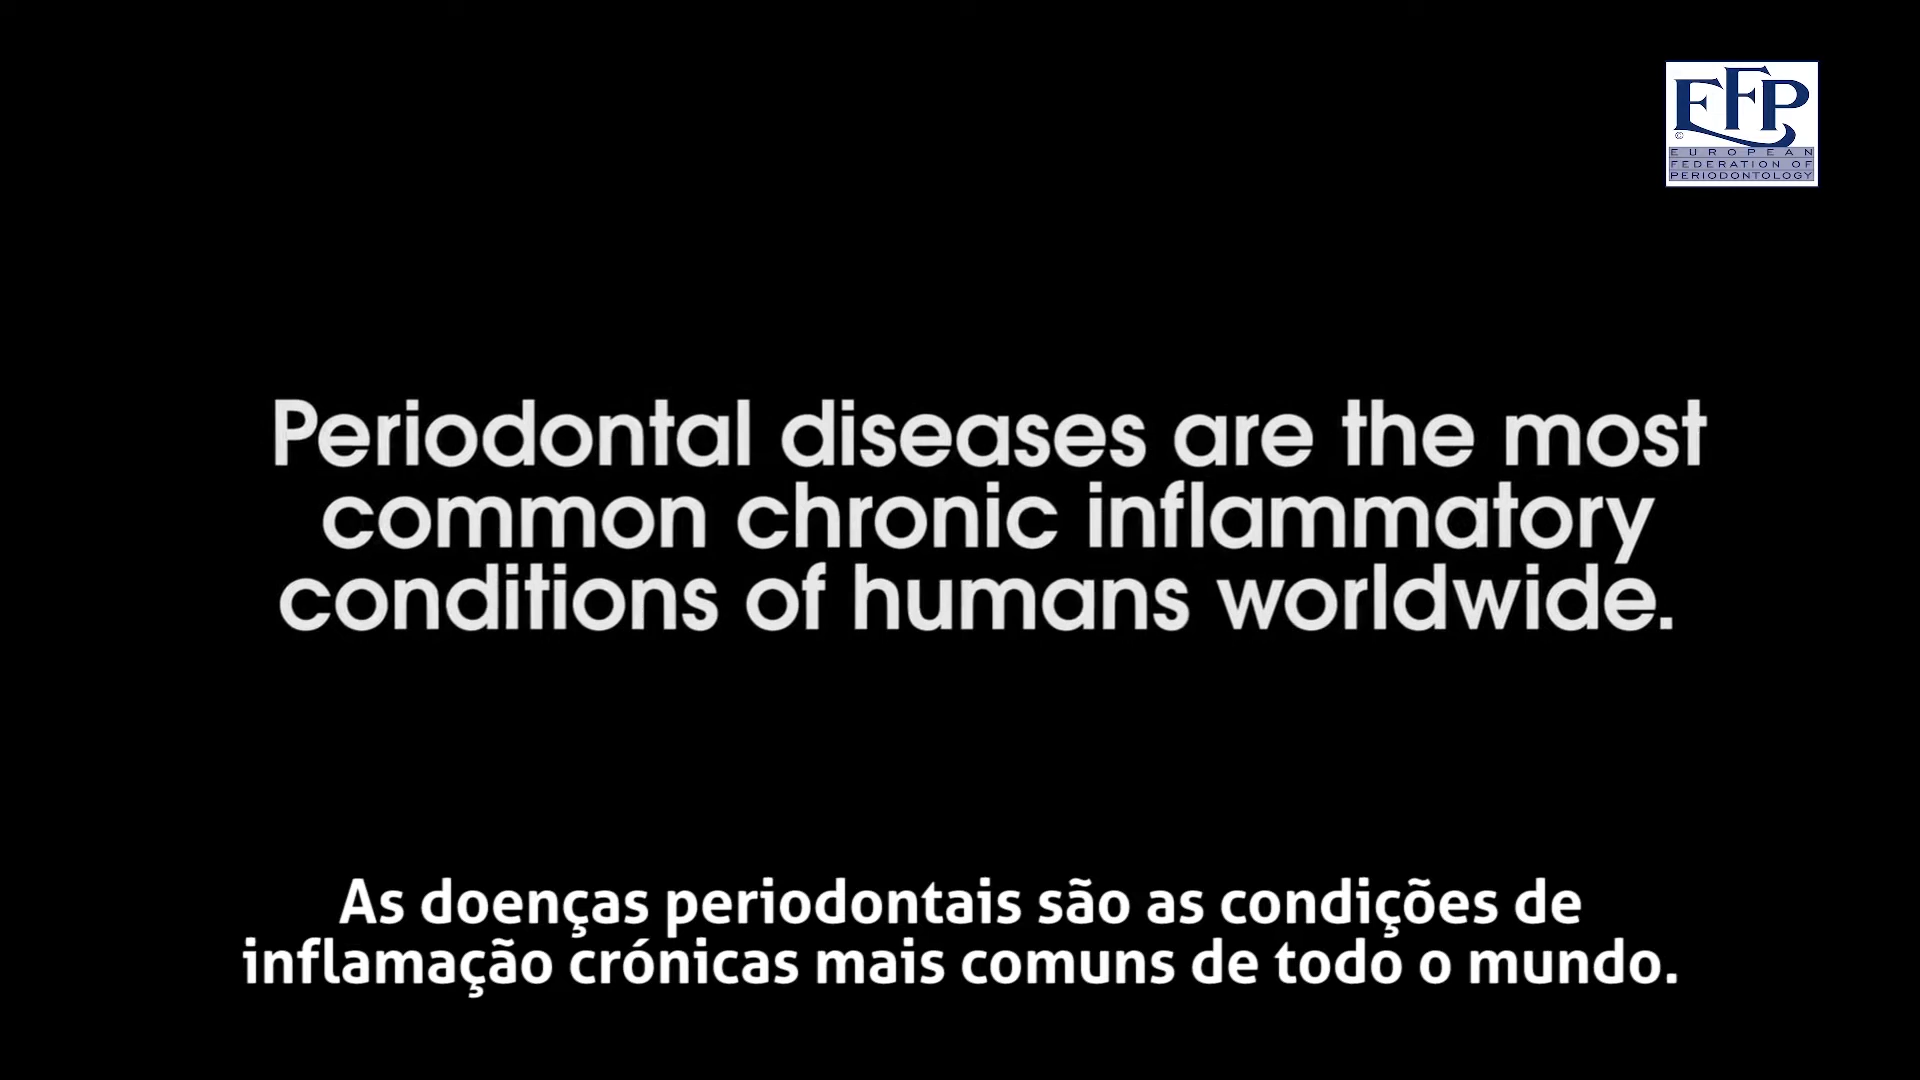 EFP
©
EUROPEAN
FEDERATION OF
PERIODONTOLOGY
Periodontal diseases are the most
common chronic inflammatory
conditions of humans worldwide.
As doenças periodontais são as condições de
inflamação crónicas mais comuns de todo o mundo.